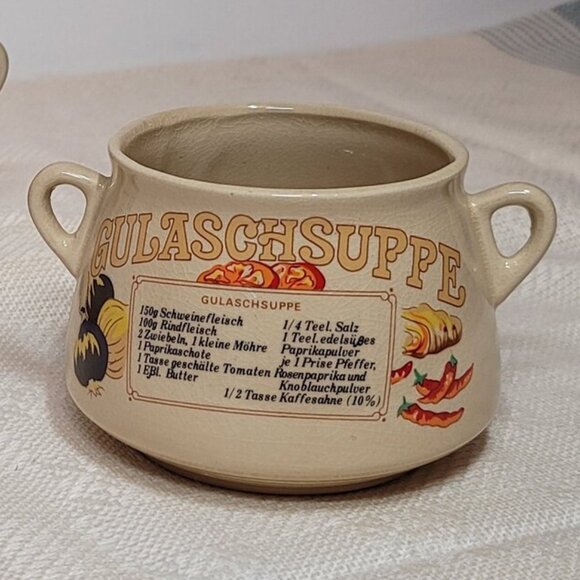 GULASCHSUPPE
GULASCHSUPPE
150g Schweinefleisch
100g Rindfleisch
2 Zwiebeln, 1 kleine Möhre
1 Paprikaschote
1 Tasse geschälte Tomaten
1 Eßl. Butter
1/4 Teel. Salz
1 Teel. edelsüßes
Paprikapulver
je 1 Prise Pfeffer,
Rosenpaprika und
Knoblauchpulver
1/2 Tasse Kaffesahne (10%)